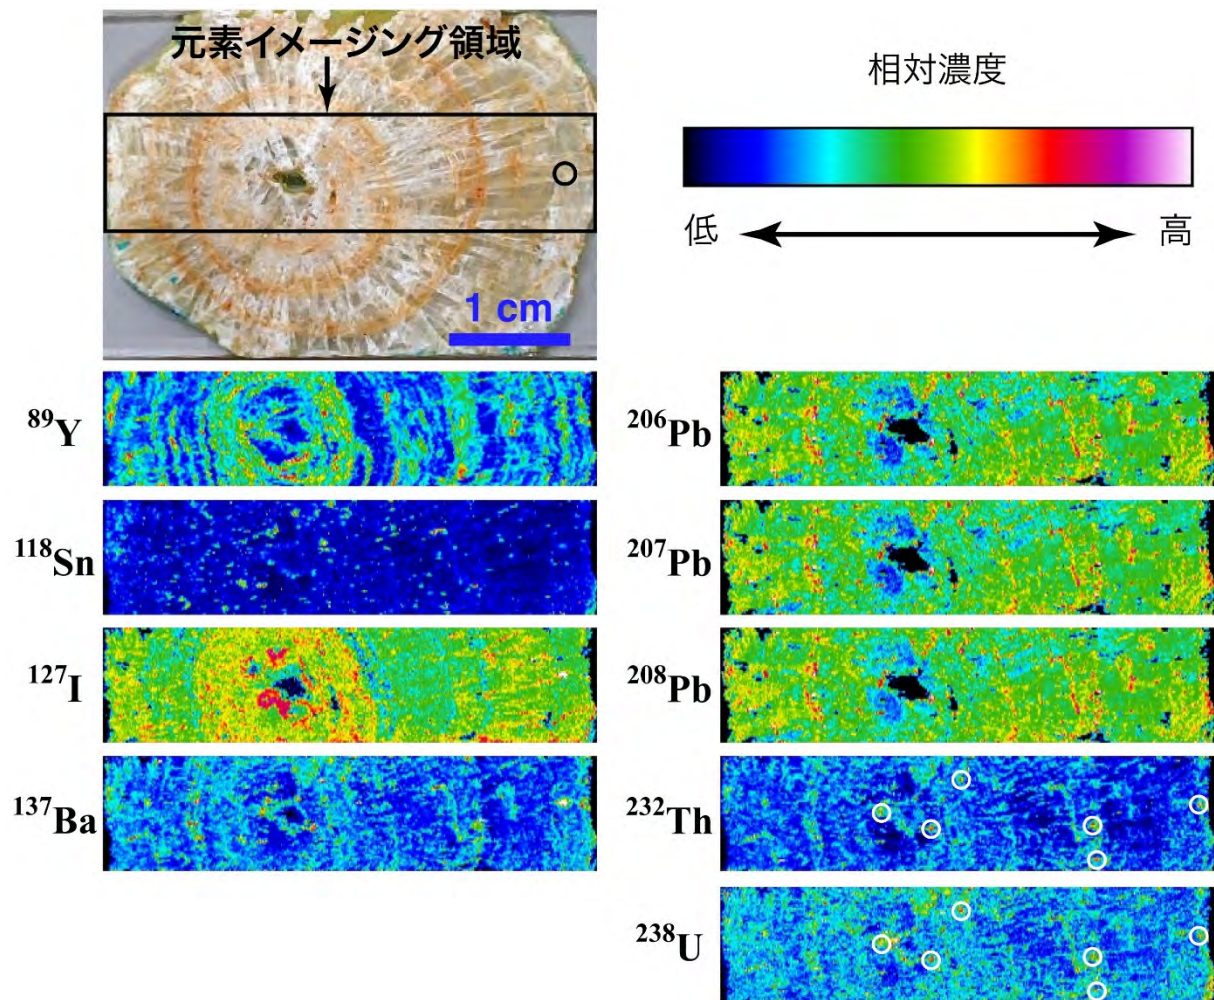 元素イメージング領域
1 cm
相対濃度
低
高
⁸⁹Y
¹¹⁸Sn
¹²⁷I
¹³⁷Ba
²⁰⁶Pb
²⁰⁷Pb
²⁰⁸Pb
²³²Th
²³⁸U